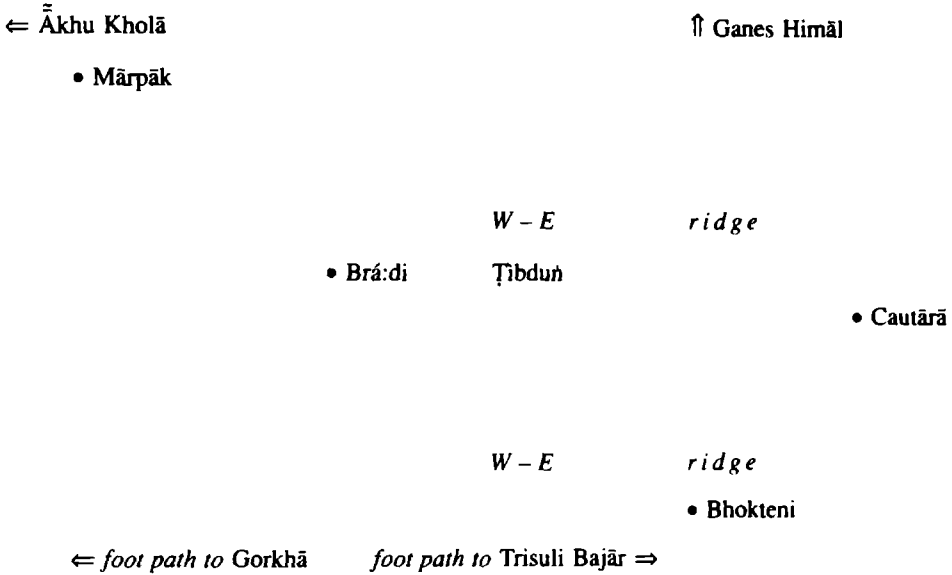 ⇐ Ā̃khu Kholā ⇑ Ganes Himāl
• Mārpāk
W – E ridge
• Brá:di Ṭìbduṅ
• Cautārā
W – E ridge
• Bhokteni
⇐ foot path to Gorkhā foot path to Trisuli Bajār ⇒